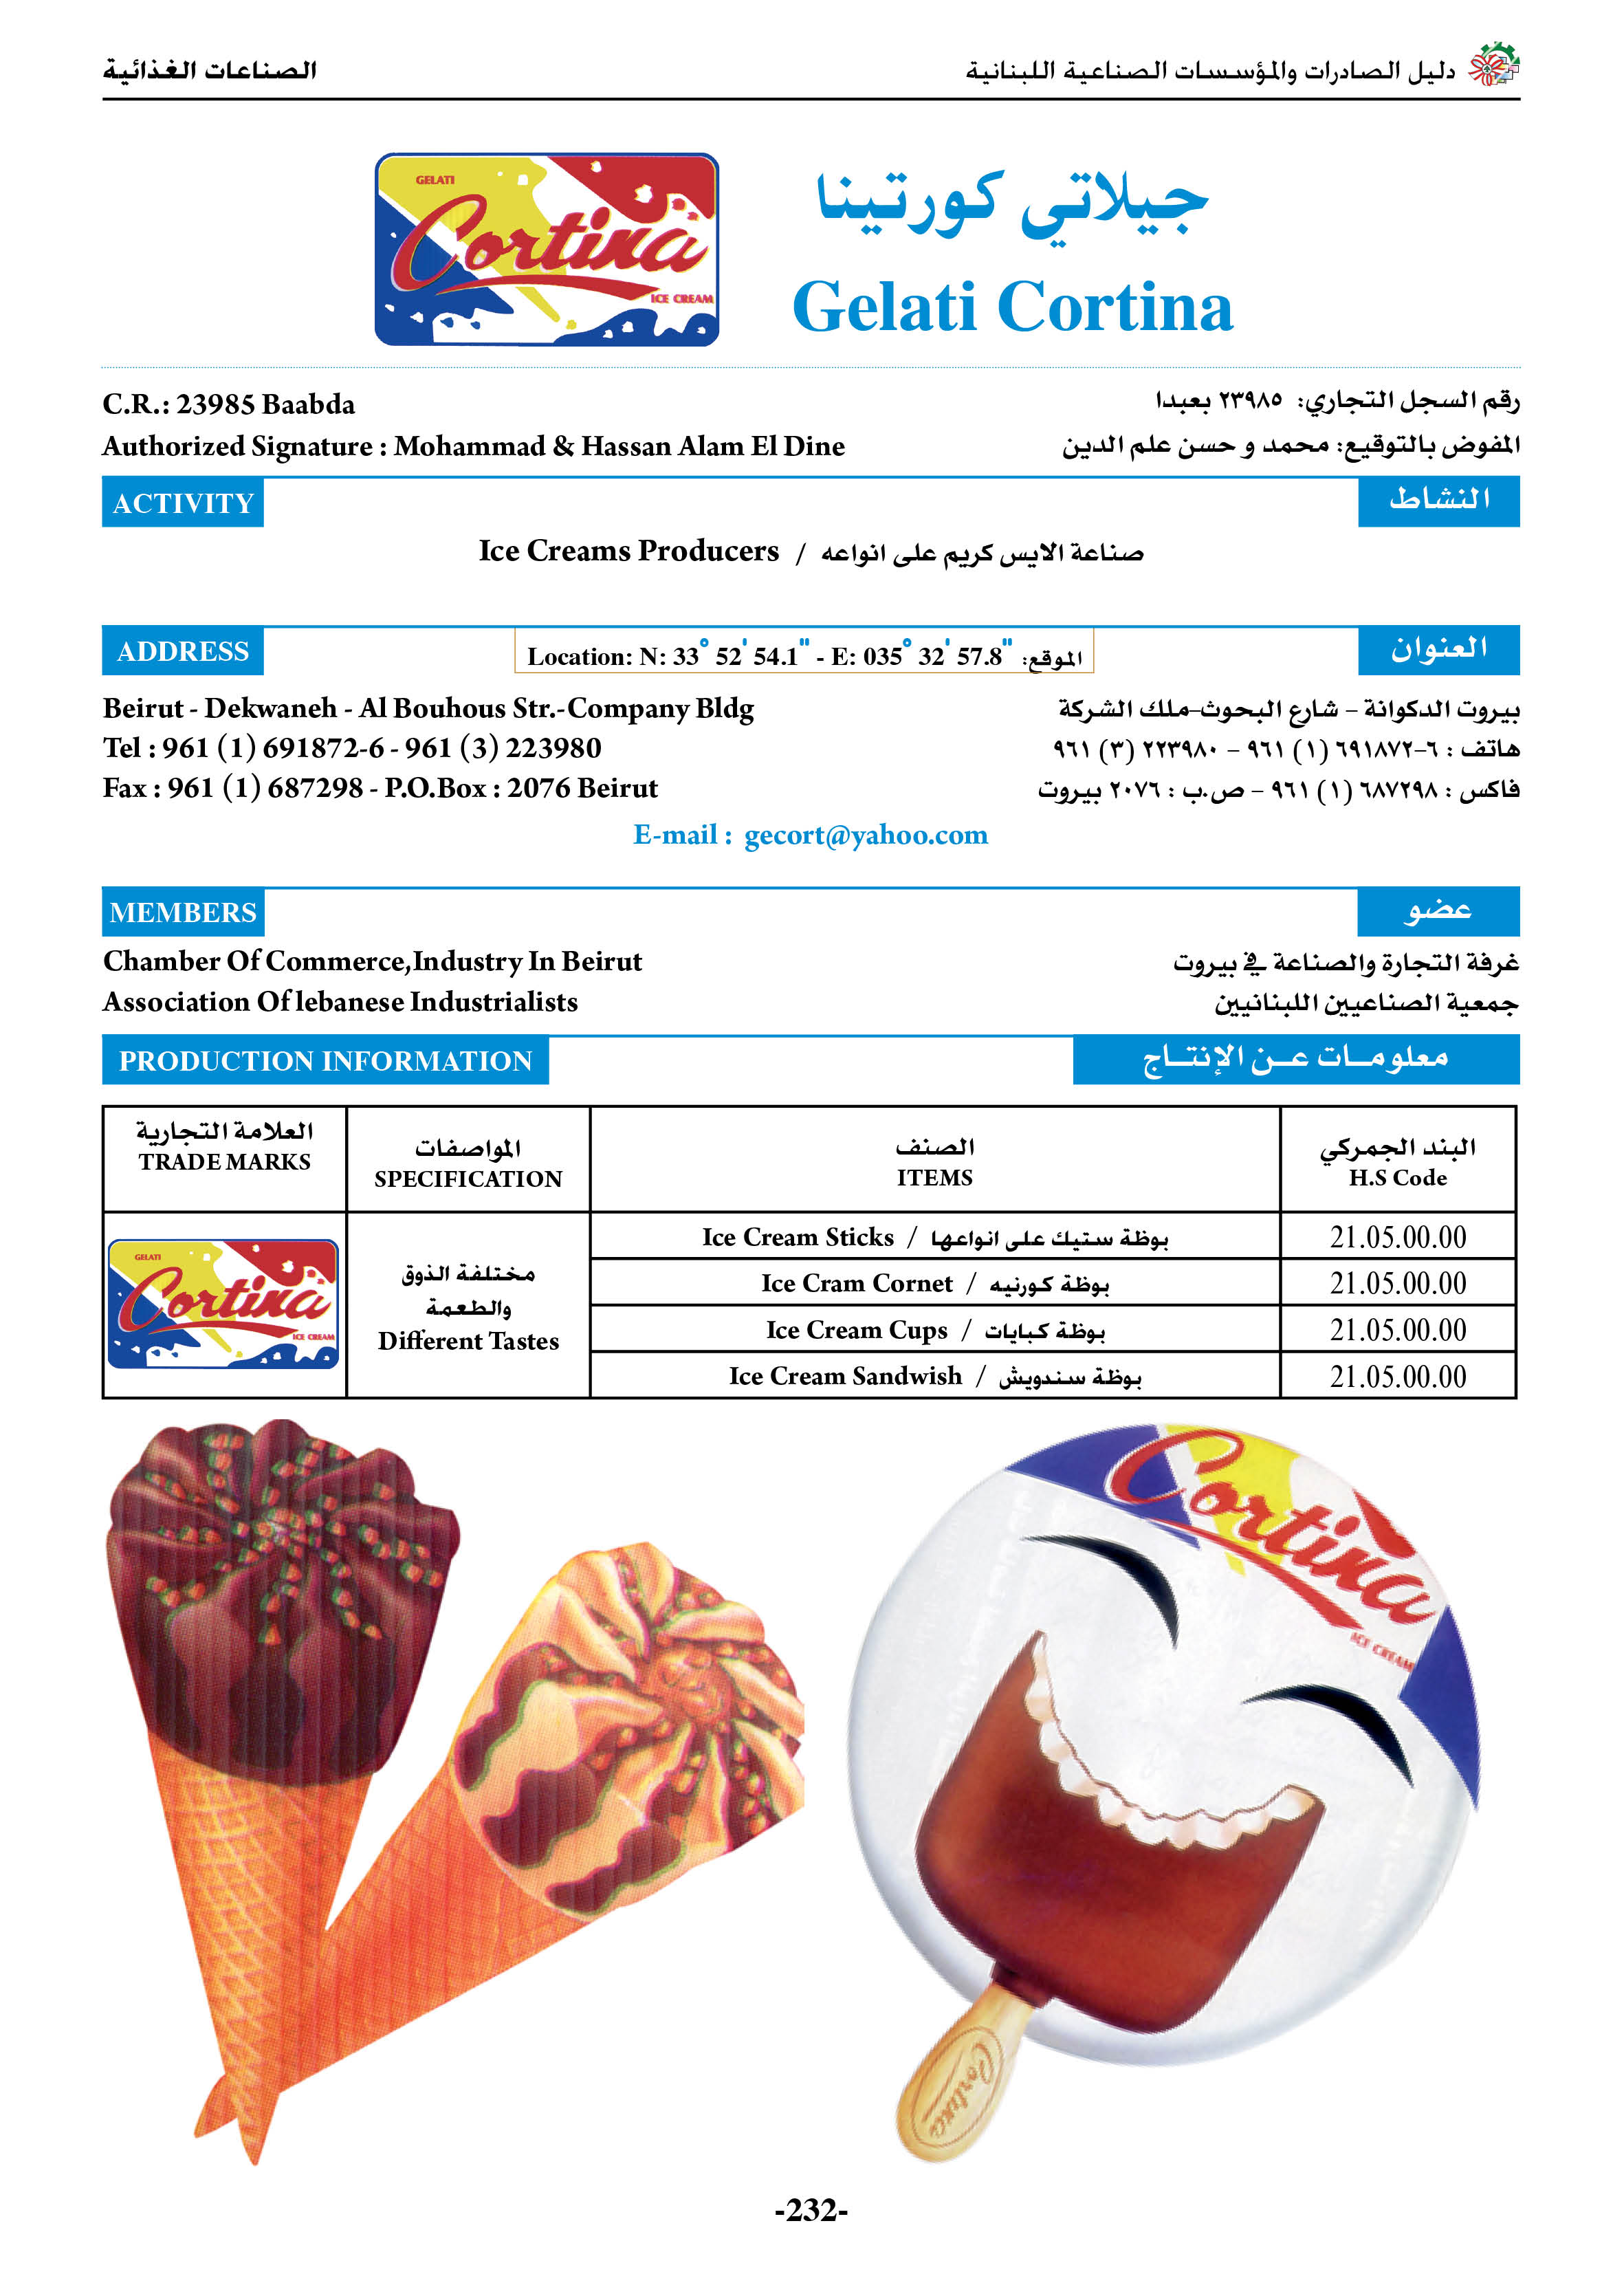 دليل الصادرات والمؤسسات الصناعية اللبنانية
الصناعات الغذائية
GELATI
Cortina
ICE CREAM
جيلاتي كورتينا
Gelati Cortina
C.R.: 23985 Baabda
رقم السجل التجاري: ٢٣٩٨٥ بعبدا
Authorized Signature : Mohammad & Hassan Alam El Dine
المفوض بالتوقيع: محمد و حسن علم الدين
ACTIVITY
النشاط
Ice Creams Producers / صناعة الايس كريم على انواعه
ADDRESS
Location: N: 33° 52' 54.1" - E: 035° 32' 57.8" الموقع:
العنوان
Beirut - Dekwaneh - Al Bouhous Str.-Company Bldg
بيروت الدكوانة – شارع البحوث–ملك الشركة
Tel : 961 (1) 691872-6 - 961 (3) 223980
هاتف : ٦–٦٩١٨٧٢ (١) ٩٦١ – ٢٢٣٩٨٠ (٣) ٩٦١
Fax : 961 (1) 687298 - P.O.Box : 2076 Beirut
فاكس : ٦٨٧٢٩٨ (١) ٩٦١ – ص.ب : ٢٠٧٦ بيروت
E-mail : gecort@yahoo.com
MEMBERS
عضو
Chamber Of Commerce,Industry In Beirut
غرفة التجارة والصناعة في بيروت
Association Of lebanese Industrialists
جمعية الصناعيين اللبنانيين
PRODUCTION INFORMATION
معلومـات عـن الإنتـاج
العلامة التجارية
TRADE MARKS
المواصفات
SPECIFICATION
الصنف
ITEMS
البند الجمركي
H.S Code
GELATI
Cortina
ICE CREAM
مختلفة الذوق
والطعمة
Different Tastes
Ice Cream Sticks / بوظة ستيك على انواعها
21.05.00.00
Ice Cram Cornet / بوظة كورنيه
21.05.00.00
Ice Cream Cups / بوظة كبايات
21.05.00.00
Ice Cream Sandwish / بوظة سندويش
21.05.00.00
Cortina
ICE CREAM
Cortina
-232-